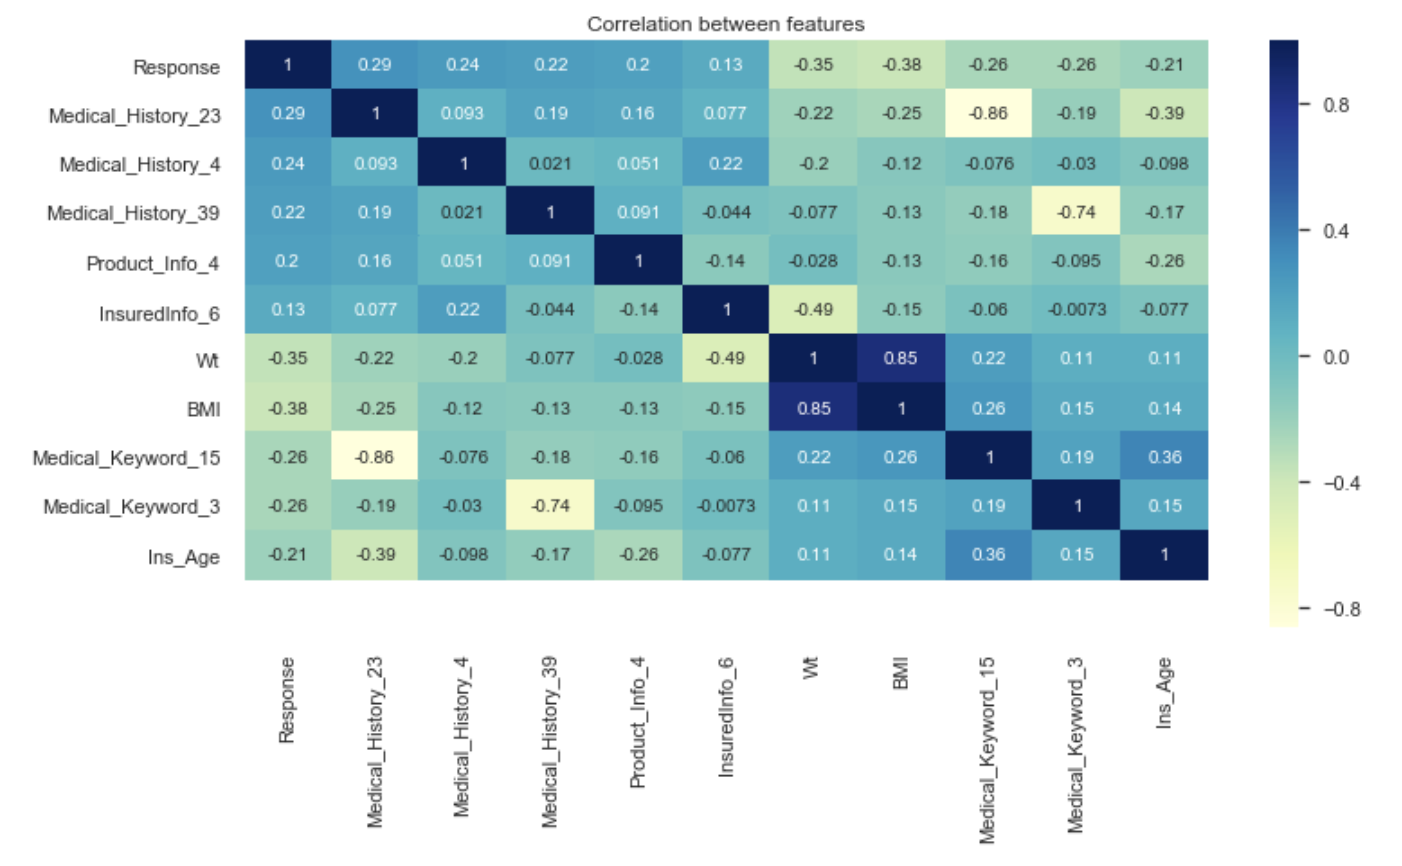 Correlation between features
Response 1 0.29 0.24 0.22 0.2 0.13 -0.35 -0.38 -0.26 -0.26 -0.21
Medical_History_23 0.29 1 0.093 0.19 0.16 0.077 -0.22 -0.25 -0.86 -0.19 -0.39
Medical_History_4 0.24 0.093 1 0.021 0.051 0.22 -0.2 -0.12 -0.076 -0.03 -0.098
Medical_History_39 0.22 0.19 0.021 1 0.091 -0.044 -0.077 -0.13 -0.18 -0.74 -0.17
Product_Info_4 0.2 0.16 0.051 0.091 1 -0.14 -0.028 -0.13 -0.16 -0.095 -0.26
InsuredInfo_6 0.13 0.077 0.22 -0.044 -0.14 1 -0.49 -0.15 -0.06 -0.0073 -0.077
Wt -0.35 -0.22 -0.2 -0.077 -0.028 -0.49 1 0.85 0.22 0.11 0.11
BMI -0.38 -0.25 -0.12 -0.13 -0.13 -0.15 0.85 1 0.26 0.15 0.14
Medical_Keyword_15 -0.26 -0.86 -0.076 -0.18 -0.16 -0.06 0.22 0.26 1 0.19 0.36
Medical_Keyword_3 -0.26 -0.19 -0.03 -0.74 -0.095 -0.0073 0.11 0.15 0.19 1 0.15
Ins_Age -0.21 -0.39 -0.098 -0.17 -0.26 -0.077 0.11 0.14 0.36 0.15 1
Response
Medical_History_23
Medical_History_4
Medical_History_39
Product_Info_4
InsuredInfo_6
Wt
BMI
Medical_Keyword_15
Medical_Keyword_3
Ins_Age
0.8
0.4
0.0
−0.4
−0.8